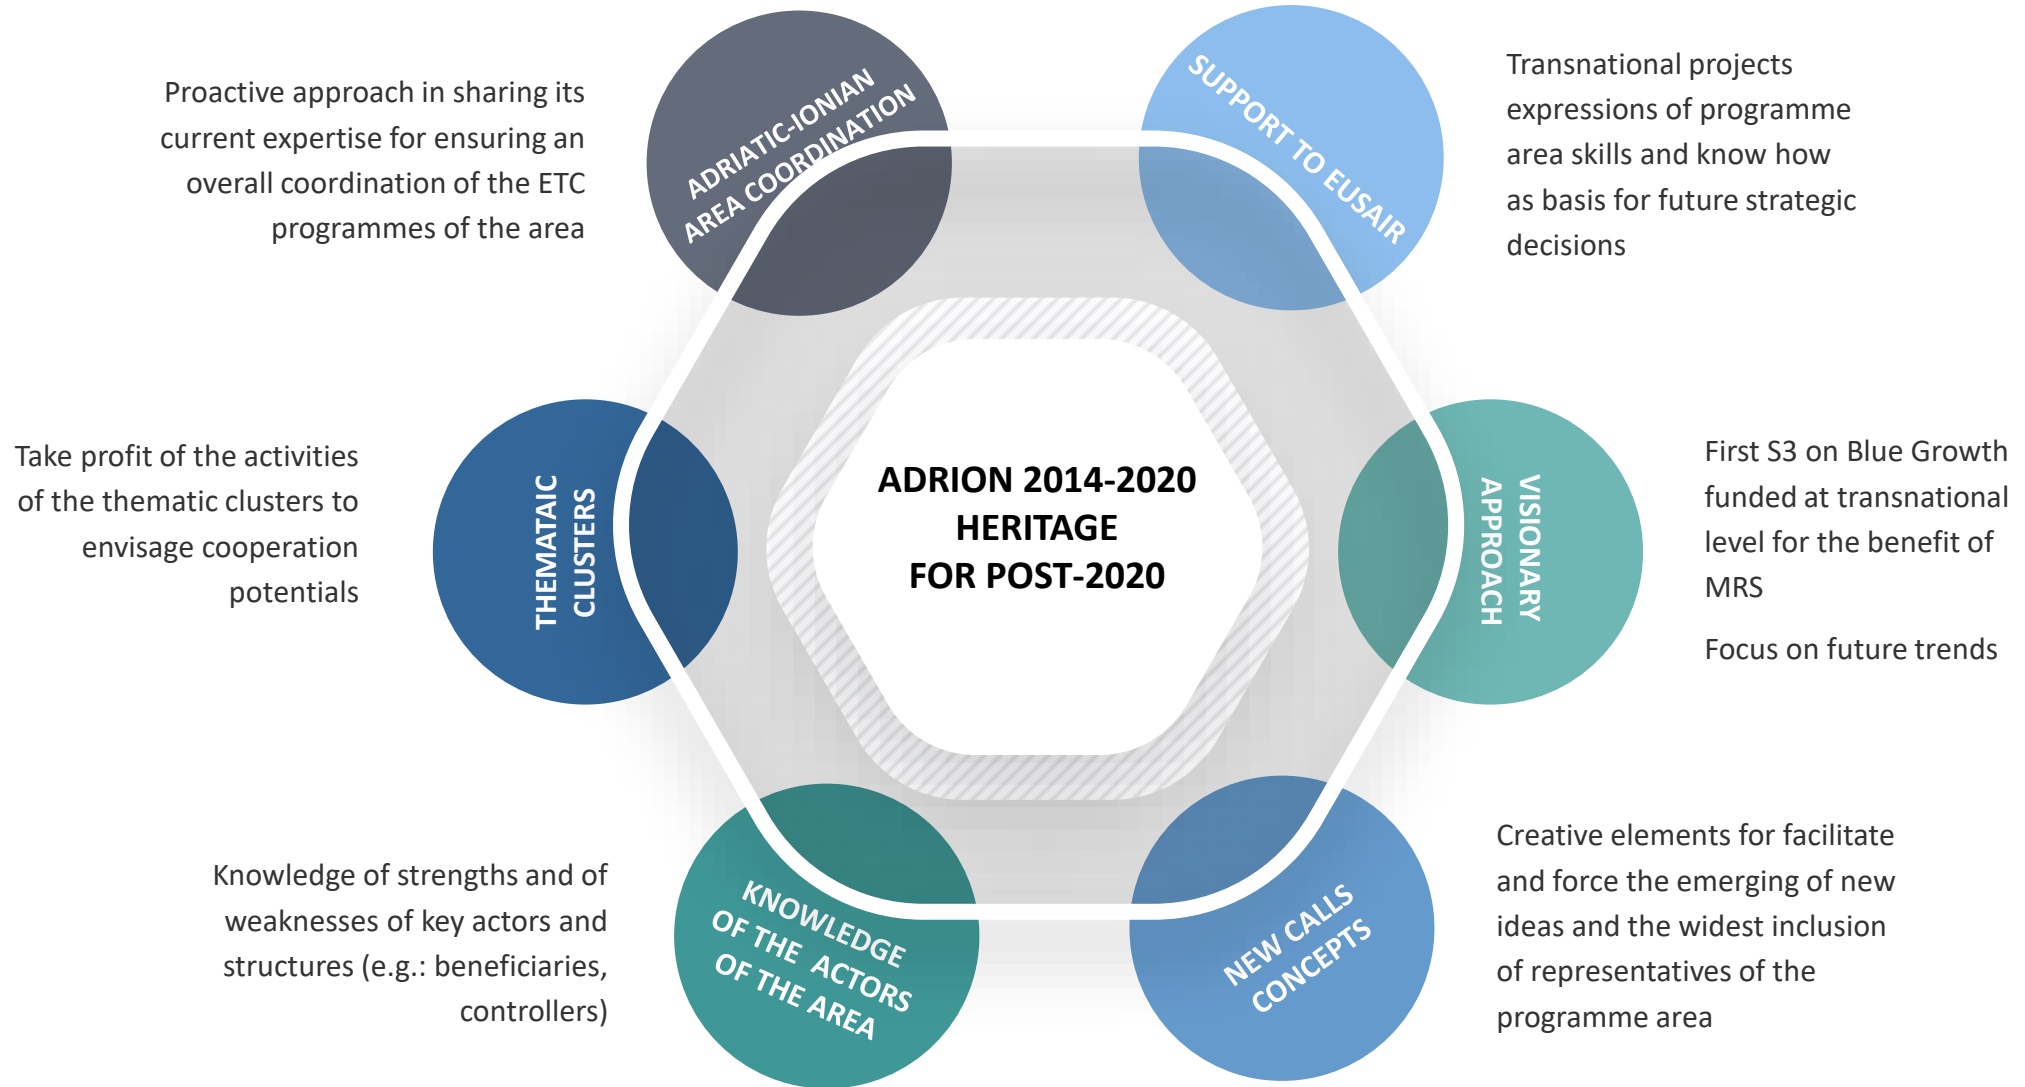 ADRIATIC-IONIAN
AREA COORDINATION
Proactive approach in sharing its
current expertise for ensuring an
overall coordination of the ETC
programmes of the area
SUPPORT TO EUSAIR
Transnational projects
expressions of programme
area skills and know how
as basis for future strategic
decisions
THEMATAIC
CLUSTERS
Take profit of the activities
of the thematic clusters to
envisage cooperation
potentials
ADRION 2014-2020
HERITAGE
FOR POST-2020
VISIONARY
APPROACH
First S3 on Blue Growth
funded at transnational
level for the benefit of
MRS
Focus on future trends
KNOWLEDGE
OF THE ACTORS
OF THE AREA
Knowledge of strengths and of
weaknesses of key actors and
structures (e.g.: beneficiaries,
controllers)
NEW CALLS
CONCEPTS
Creative elements for facilitate
and force the emerging of new
ideas and the widest inclusion
of representatives of the
programme area